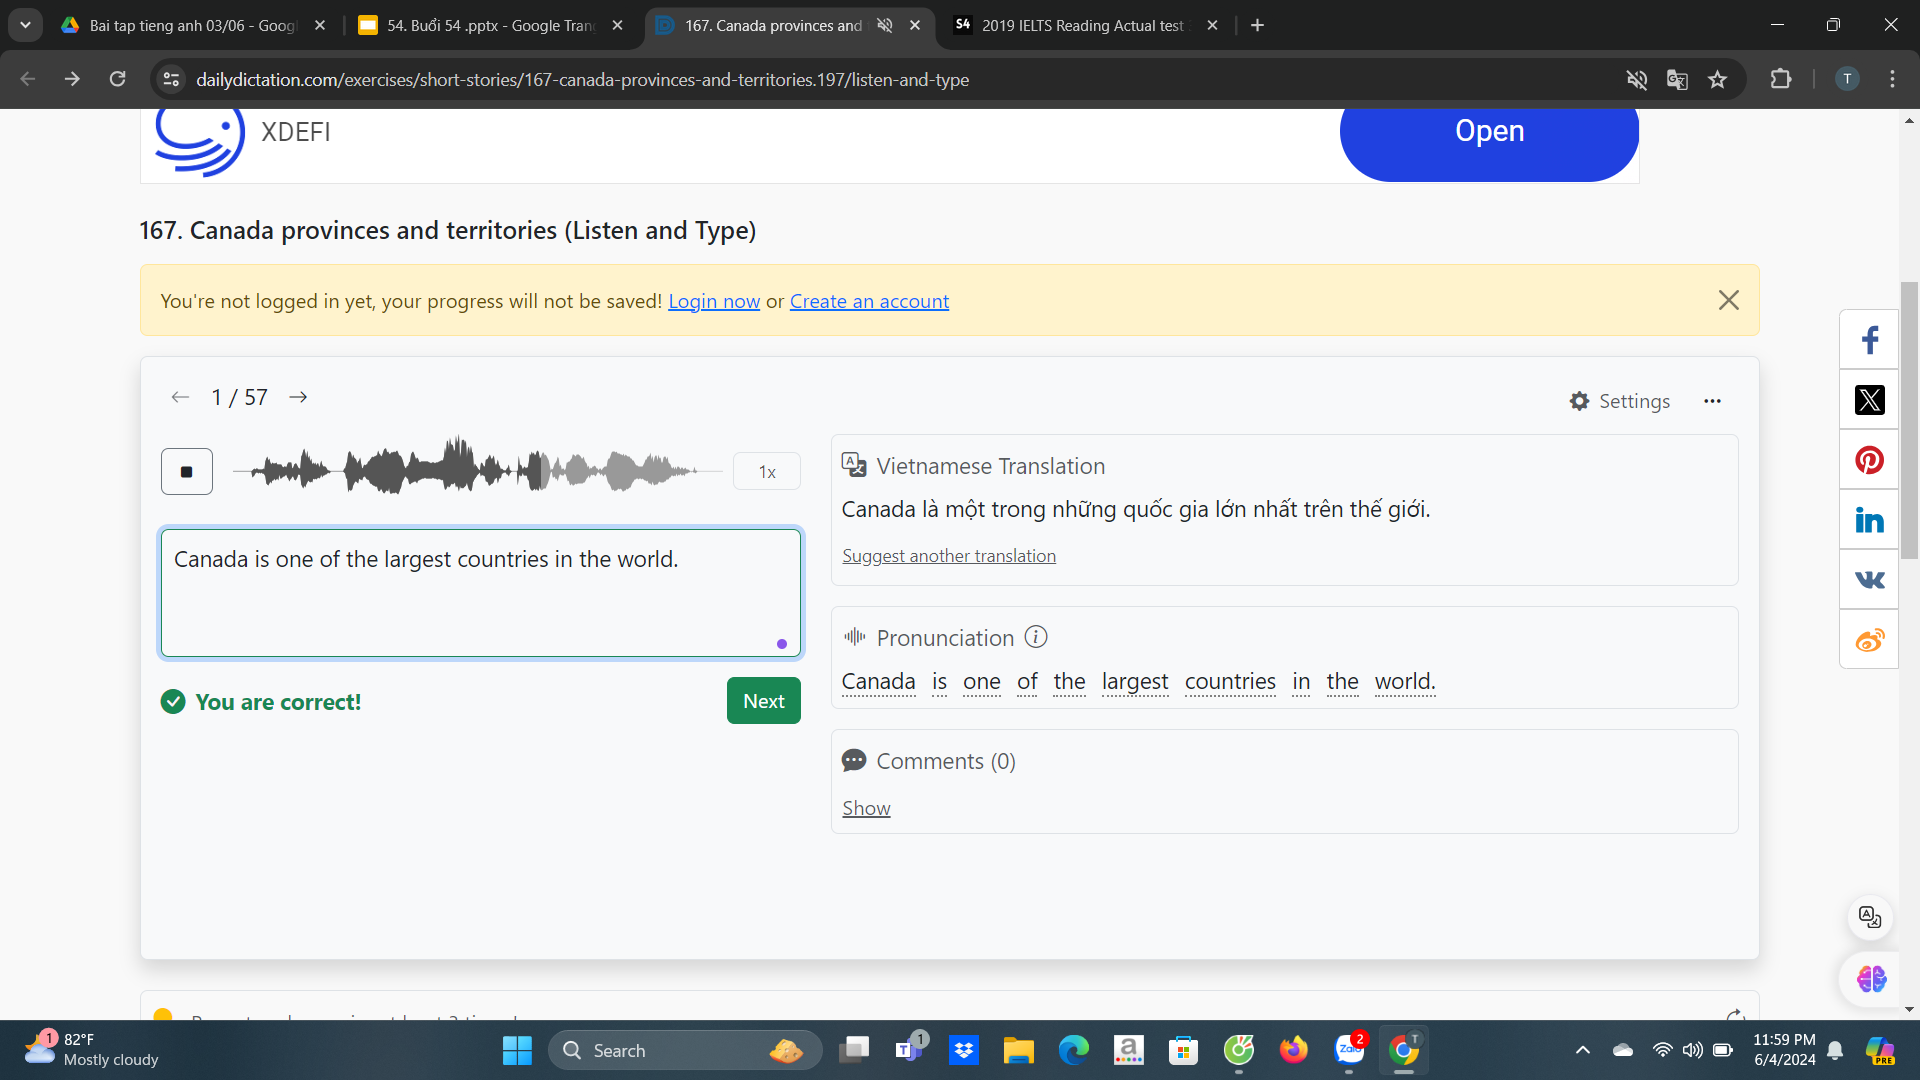 Bai tap tieng anh 03/06 - Googl
54. Buổi 54 .pptx - Google Tran
167. Canada provinces and
S4 2019 IELTS Reading Actual test
dailydictation.com/exercises/short-stories/167-canada-provinces-and-territories.197/listen-and-type
T
XDEFI
Open
167. Canada provinces and territories (Listen and Type)
You're not logged in yet, your progress will not be saved! Login now or Create an account
1 / 57
Settings
1x
Canada is one of the largest countries in the world.
You are correct!
Next
Vietnamese Translation
Canada là một trong những quốc gia lớn nhất trên thế giới.
Suggest another translation
Pronunciation
Canada is one of the largest countries in the world.
Comments (0)
Show
1
82°F
Mostly cloudy
Search
1
Zalo
2
T
11:59 PM
6/4/2024
PRE